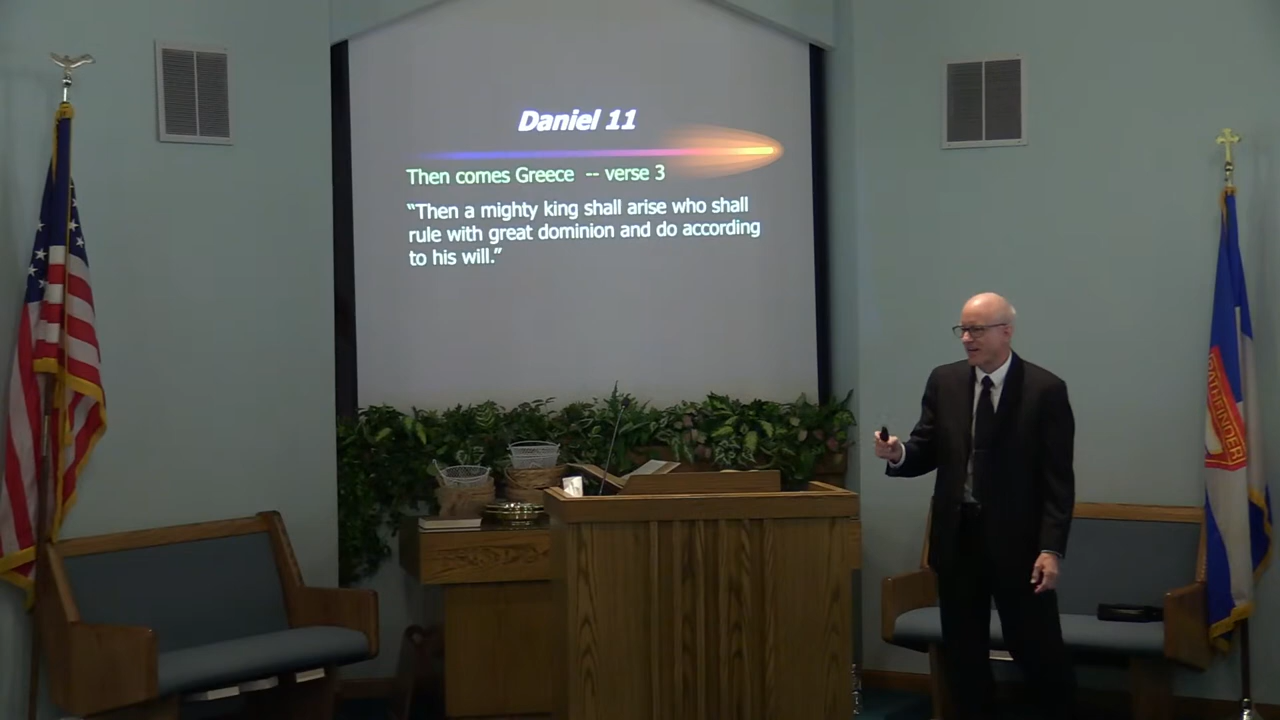 Daniel 11
Then comes Greece -- verse 3
“Then a mighty king shall arise who shall
rule with great dominion and do according
to his will.”
PATHFINDER